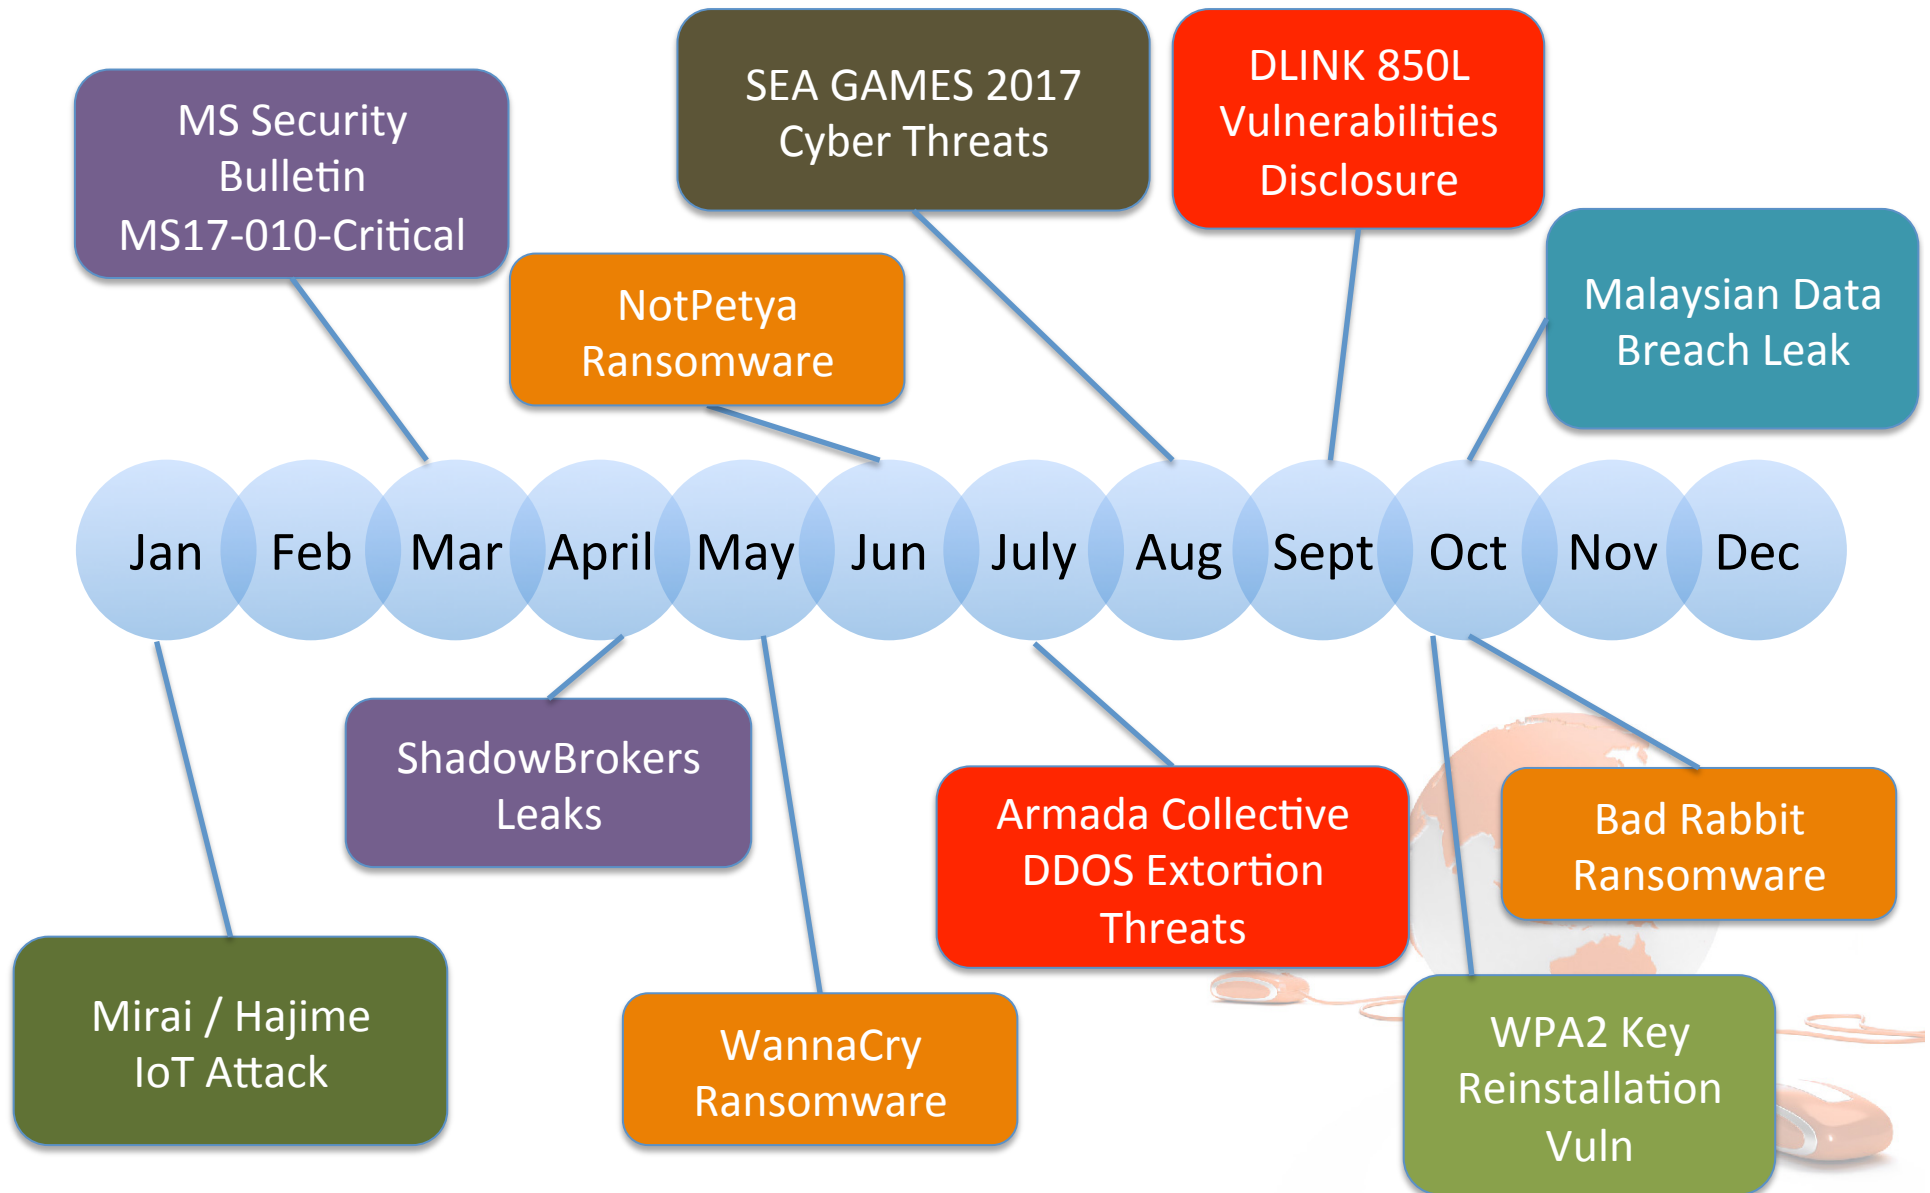 MS Security
Bulletin
MS17-010-Critical
SEA GAMES 2017
Cyber Threats
DLINK 850L
Vulnerabilities
Disclosure
NotPetya
Ransomware
Malaysian Data
Breach Leak
Jan Feb Mar April May Jun July Aug Sept Oct Nov Dec
ShadowBrokers
Leaks
Armada Collective
DDOS Extortion
Threats
Bad Rabbit
Ransomware
Mirai / Hajime
IoT Attack
WannaCry
Ransomware
WPA2 Key
Reinstallation
Vuln